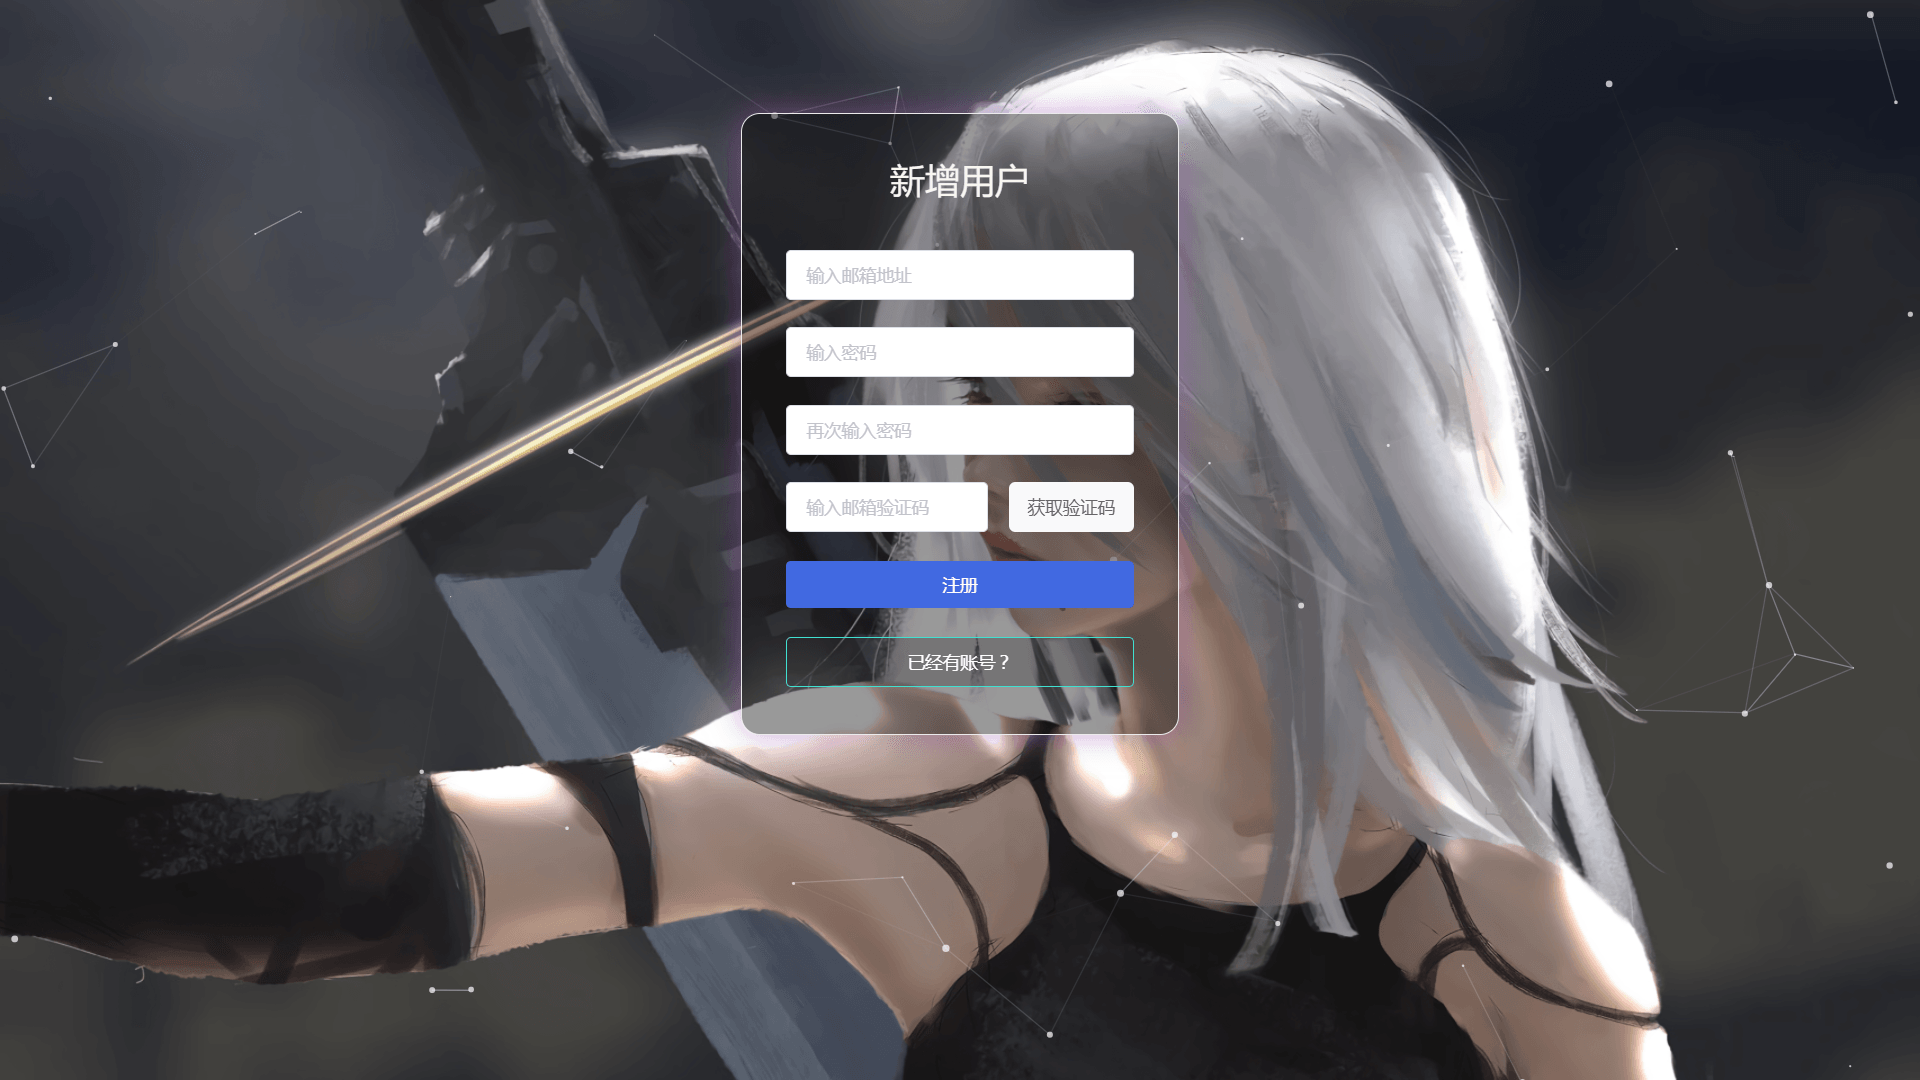 新增用户
输入邮箱地址
输入密码
再次输入密码
输入邮箱验证码 获取验证码
注册
已经有账号？